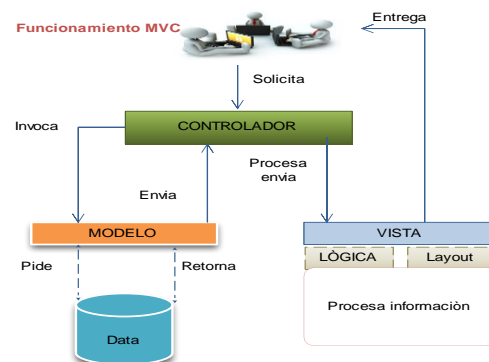 Funcionamiento MVC
Entrega
Solicita
Invoca
CONTROLADOR
Procesa
envia
Envia
MODELO
VISTA
LÒGICA
Layout
Pide
Retorna
Procesa informaciòn
Data